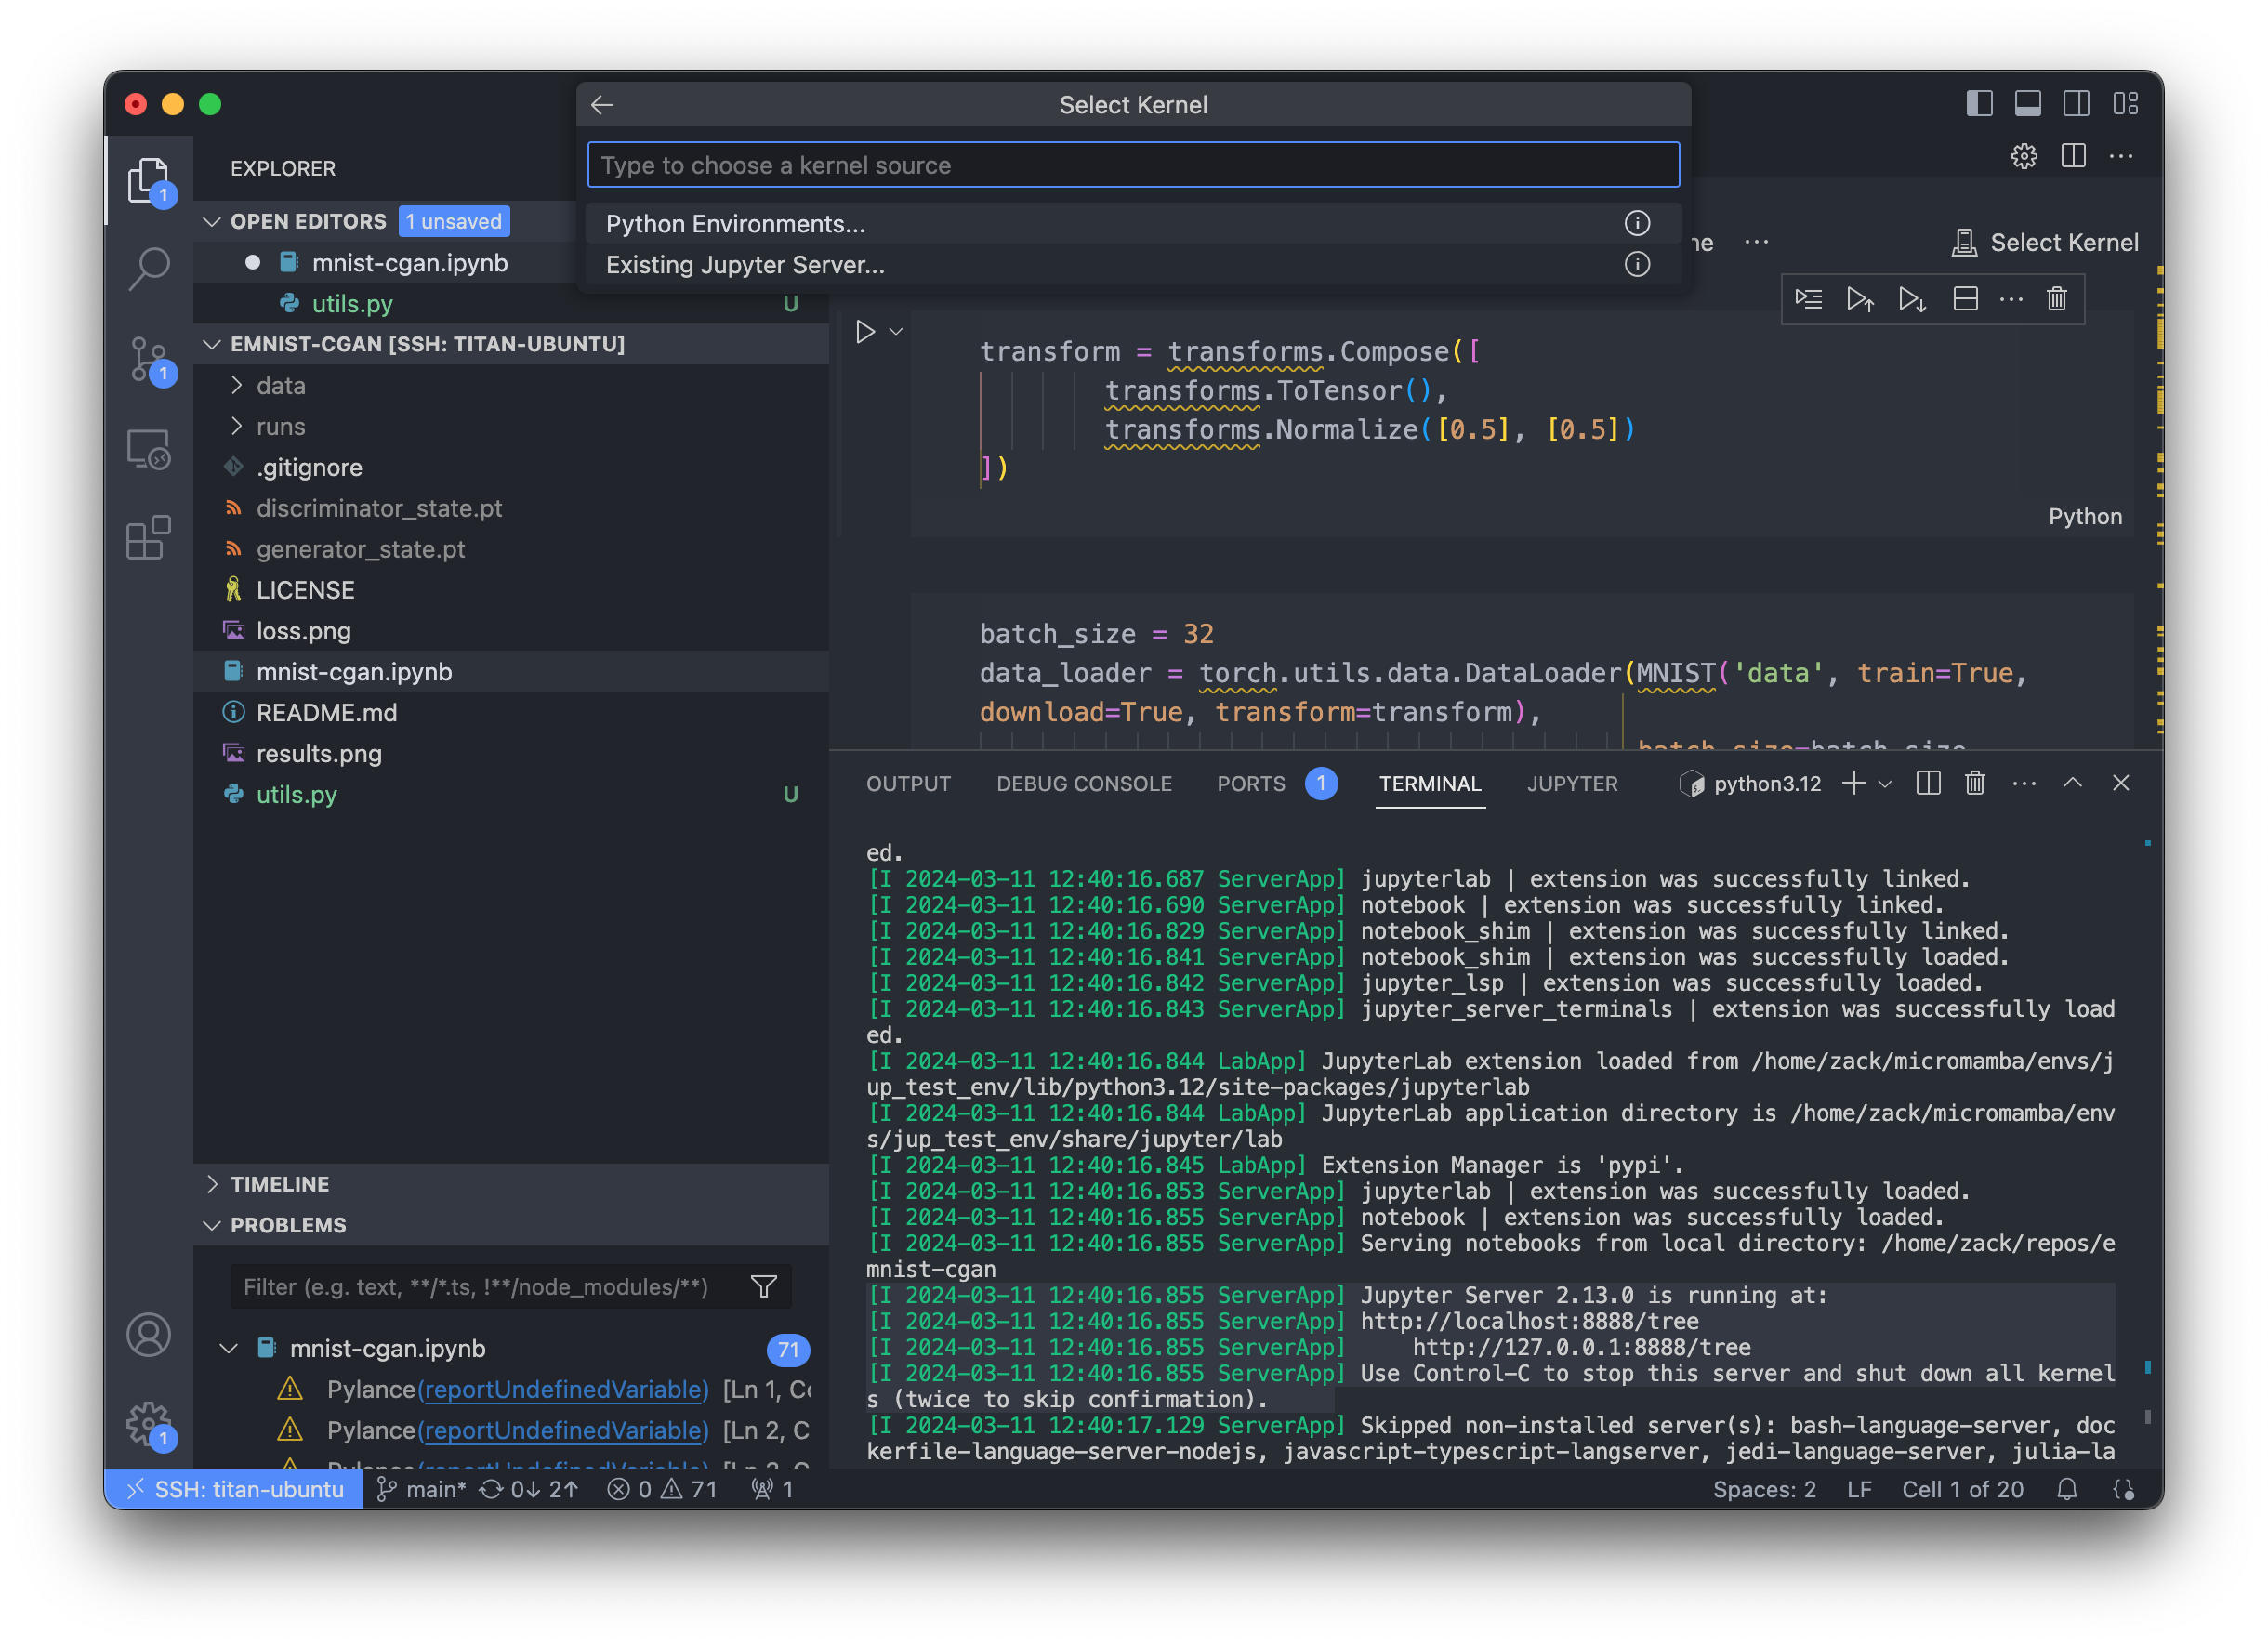 Select Kernel
Type to choose a kernel source
Python Environments...
Existing Jupyter Server...
EXPLORER
1
OPEN EDITORS 1 unsaved
mnist-cgan.ipynb
utils.py U
EMNIST-CGAN [SSH: TITAN-UBUNTU]
1
data
runs
.gitignore
discriminator_state.pt
generator_state.pt
LICENSE
loss.png
mnist-cgan.ipynb
README.md
results.png
utils.py U
TIMELINE
PROBLEMS
Filter (e.g. text, **/*.ts, !**/node_modules/**)
mnist-cgan.ipynb 71
Pylance(reportUndefinedVariable) [Ln 1, Co
Pylance(reportUndefinedVariable) [Ln 2, C
1
ne ... Select Kernel
transform = transforms.Compose([
transforms.ToTensor(),
transforms.Normalize([0.5], [0.5])
])
Python
batch_size = 32
data_loader = torch.utils.data.DataLoader(MNIST('data', train=True,
download=True, transform=transform),
batch_size=batch_size
OUTPUT DEBUG CONSOLE PORTS 1 TERMINAL JUPYTER python3.12
ed.
[I 2024-03-11 12:40:16.687 ServerApp] jupyterlab | extension was successfully linked.
[I 2024-03-11 12:40:16.690 ServerApp] notebook | extension was successfully linked.
[I 2024-03-11 12:40:16.829 ServerApp] notebook_shim | extension was successfully linked.
[I 2024-03-11 12:40:16.841 ServerApp] notebook_shim | extension was successfully loaded.
[I 2024-03-11 12:40:16.842 ServerApp] jupyter_lsp | extension was successfully loaded.
[I 2024-03-11 12:40:16.843 ServerApp] jupyter_server_terminals | extension was successfully load
ed.
[I 2024-03-11 12:40:16.844 LabApp] JupyterLab extension loaded from /home/zack/micromamba/envs/j
up_test_env/lib/python3.12/site-packages/jupyterlab
[I 2024-03-11 12:40:16.844 LabApp] JupyterLab application directory is /home/zack/micromamba/env
s/jup_test_env/share/jupyter/lab
[I 2024-03-11 12:40:16.845 LabApp] Extension Manager is 'pypi'.
[I 2024-03-11 12:40:16.853 ServerApp] jupyterlab | extension was successfully loaded.
[I 2024-03-11 12:40:16.855 ServerApp] notebook | extension was successfully loaded.
[I 2024-03-11 12:40:16.855 ServerApp] Serving notebooks from local directory: /home/zack/repos/e
mnist-cgan
[I 2024-03-11 12:40:16.855 ServerApp] Jupyter Server 2.13.0 is running at:
[I 2024-03-11 12:40:16.855 ServerApp] http://localhost:8888/tree
[I 2024-03-11 12:40:16.855 ServerApp]     http://127.0.0.1:8888/tree
[I 2024-03-11 12:40:16.855 ServerApp] Use Control-C to stop this server and shut down all kernel
s (twice to skip confirmation).
[I 2024-03-11 12:40:17.129 ServerApp] Skipped non-installed server(s): bash-language-server, doc
kerfile-language-server-nodejs, javascript-typescript-langserver, jedi-language-server, julia-la
SSH: titan-ubuntu main* 0↓ 2↑ 0 71 1 Spaces: 2 LF Cell 1 of 20